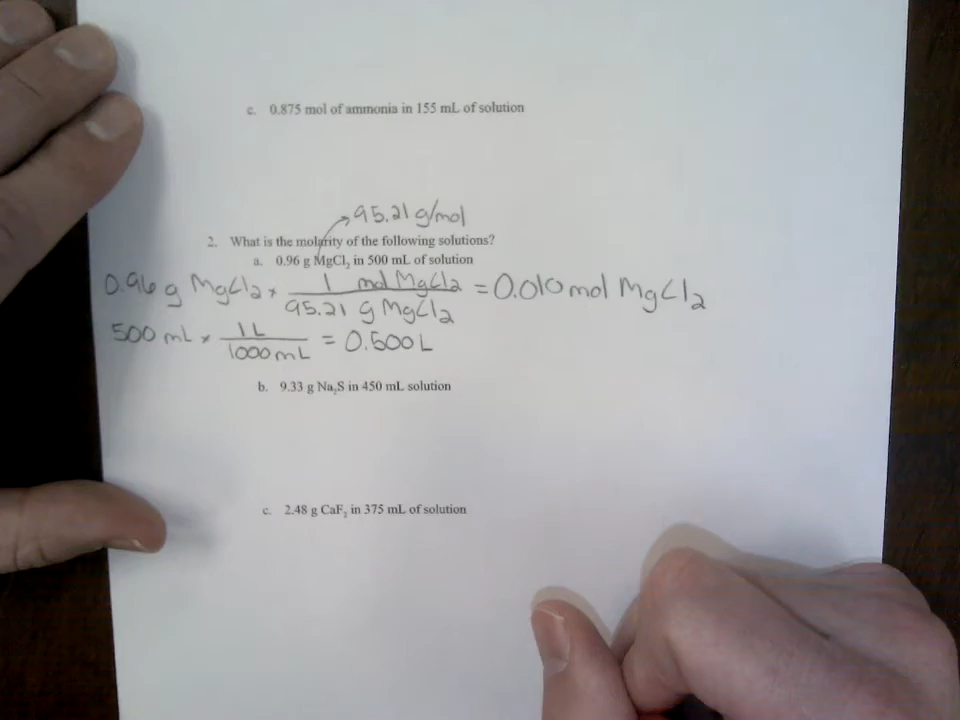 c. 0.875 mol of ammonia in 155 mL of solution
95.21 g/mol
2. What is the molarity of the following solutions?
a. 0.96 g MgCl₂ in 500 mL of solution
0.96 g MgCl₂ × 1 mol MgCl₂ / 95.21 g MgCl₂ = 0.010 mol MgCl₂
500 mL × 1L / 1000 mL = 0.500 L
b. 9.33 g Na₂S in 450 mL solution
c. 2.48 g CaF₂ in 375 mL of solution